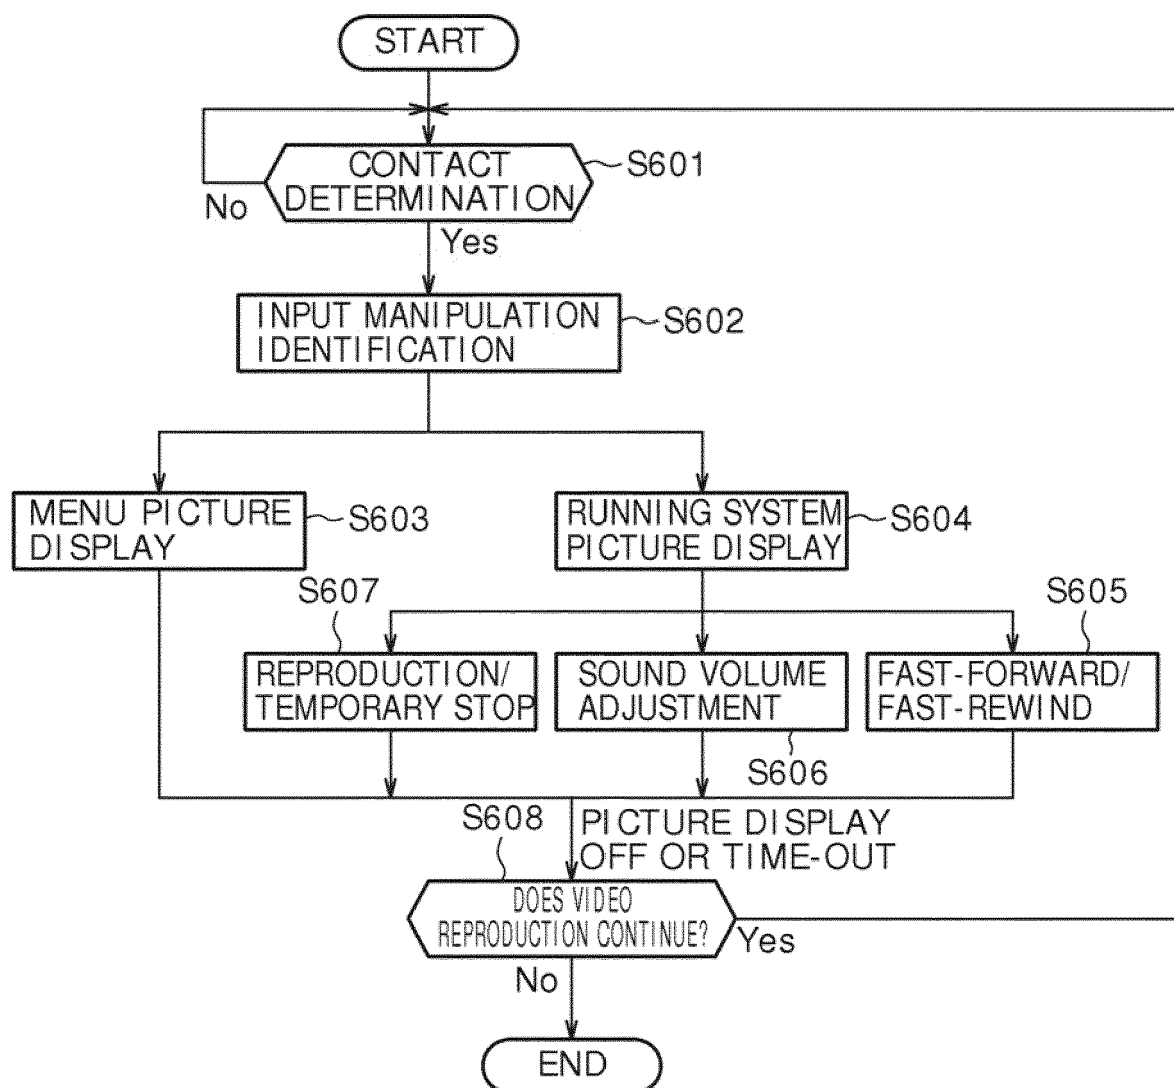 START
CONTACT
DETERMINATION
S601
No
Yes
INPUT MANIPULATION
IDENTIFICATION
S602
MENU PICTURE
DISPLAY
S603
RUNNING SYSTEM
PICTURE DISPLAY
S604
S607
S605
REPRODUCTION/
TEMPORARY STOP
SOUND VOLUME
ADJUSTMENT
FAST-FORWARD/
FAST-REWIND
S606
S608
PICTURE DISPLAY
OFF OR TIME-OUT
DOES VIDEO
REPRODUCTION CONTINUE?
Yes
No
END